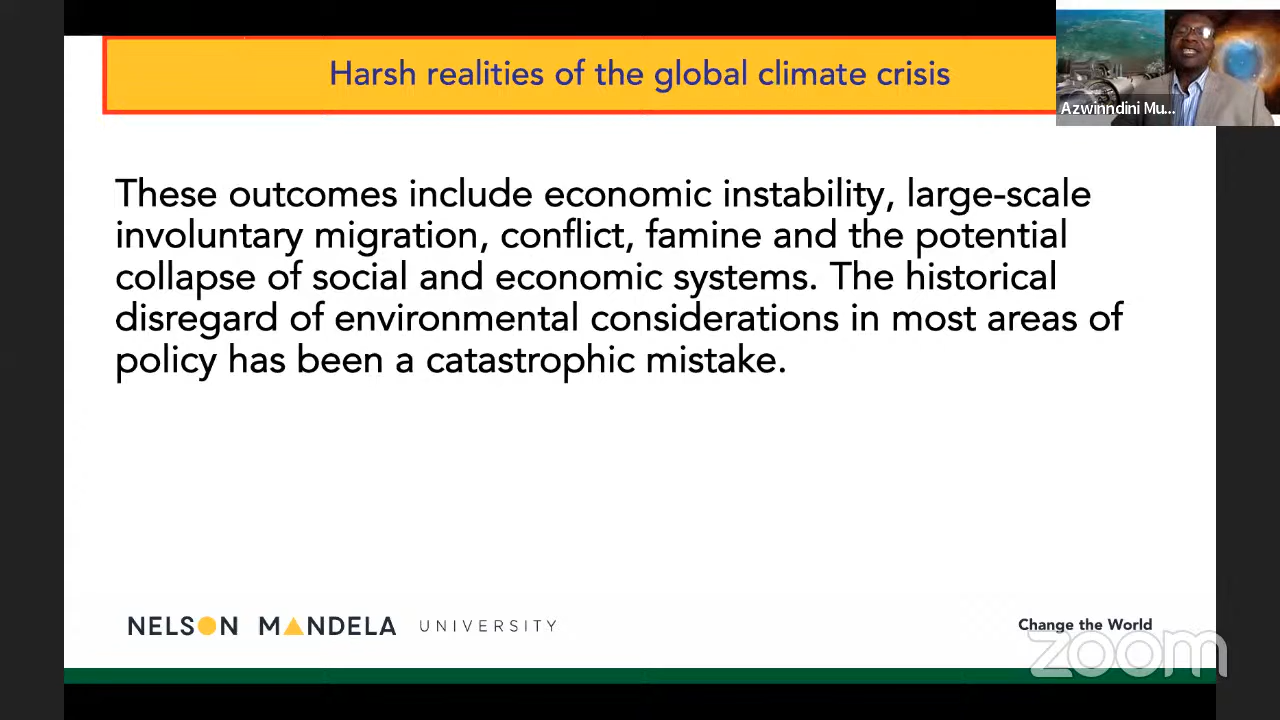 Harsh realities of the global climate crisis
Azwinndini Mu...
These outcomes include economic instability, large-scale
involuntary migration, conflict, famine and the potential
collapse of social and economic systems. The historical
disregard of environmental considerations in most areas of
policy has been a catastrophic mistake.
NELSON MANDELA UNIVERSITY
Change the World
zoom